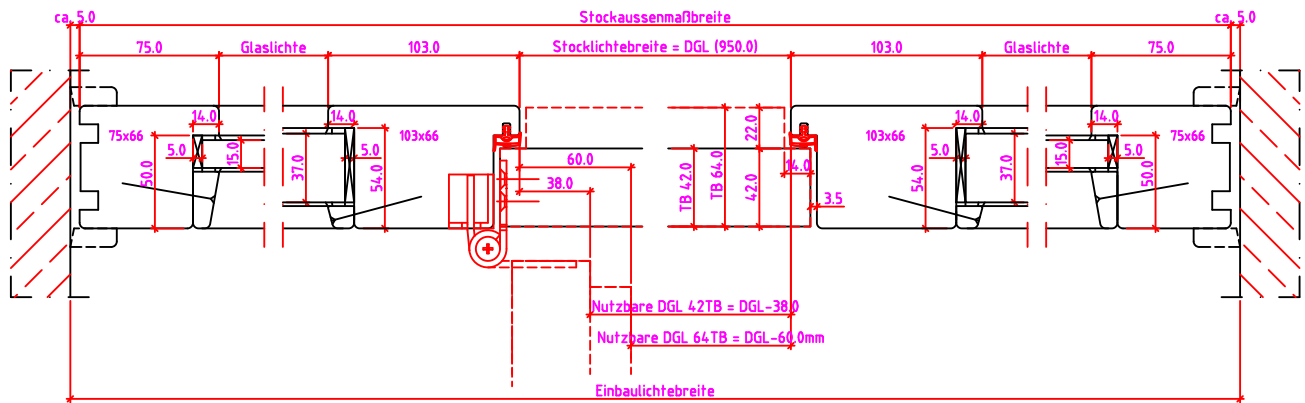 ca. 5.0 Stockaussenmaßbreite ca. 5.0
75.0 Glaslichte 103.0 Stocklichtebreite = DGL (950.0) 103.0 Glaslichte 75.0
14.0 14.0 22.0 14.0 14.0
75x66 103x66 103x66 75x66
5.0 15.0 37.0 5.0 60.0 TB 42.0 TB 64.0 42.0 14.0 5.0 37.0 15.0 5.0
50.0 54.0 38.0 3.5 54.0 50.0
Nutzbare DGL 42TB = DGL-38.0
Nutzbare DGL 64TB = DGL-60.0mm
Einbaulichtebreite